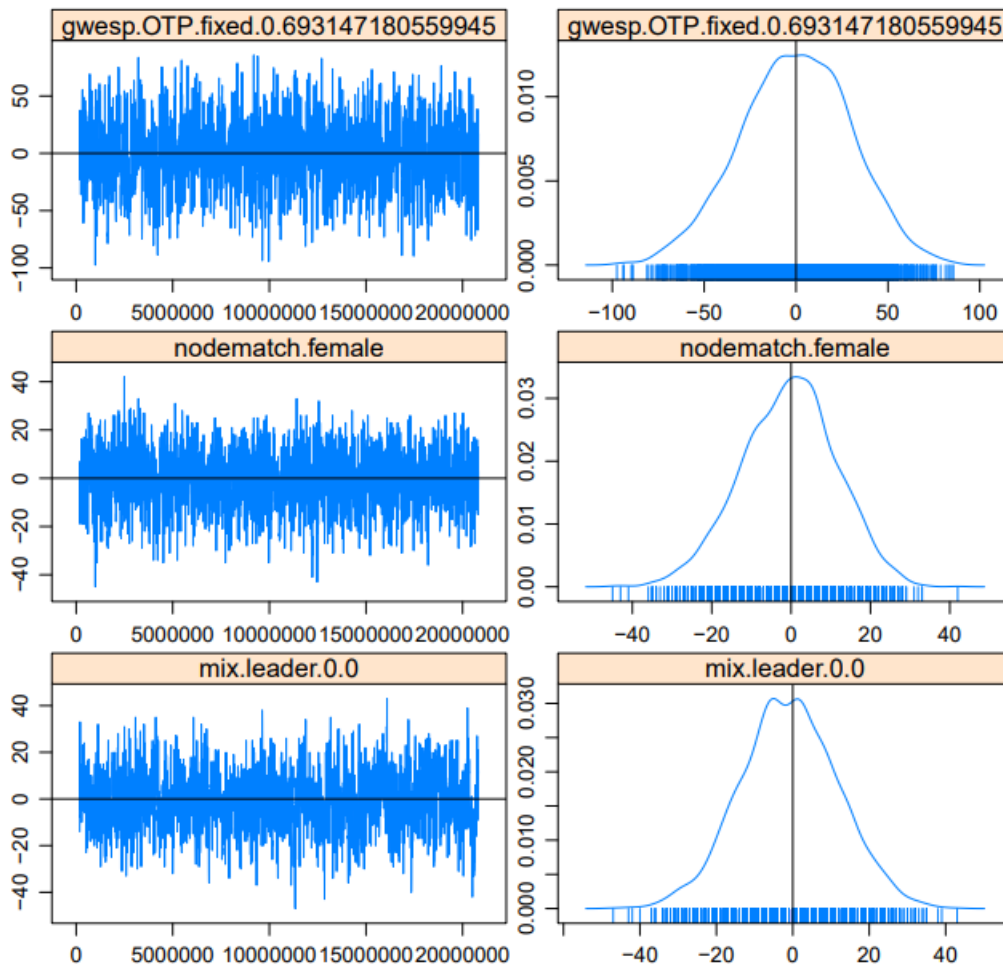 gwesp.OTP.fixed.0.693147180559945
gwesp.OTP.fixed.0.693147180559945
50
0
−50
−100
0 5000000 10000000 15000000 20000000
0.010
0.005
0.000
−100 −50 0 50 100
nodematch.female
nodematch.female
40
20
0
−20
−40
0 5000000 10000000 15000000 20000000
0.03
0.02
0.01
0.00
−40 −20 0 20 40
mix.leader.0.0
mix.leader.0.0
40
20
0
−20
−40
0 5000000 10000000 15000000 20000000
0.030
0.020
0.010
0.000
−40 −20 0 20 40